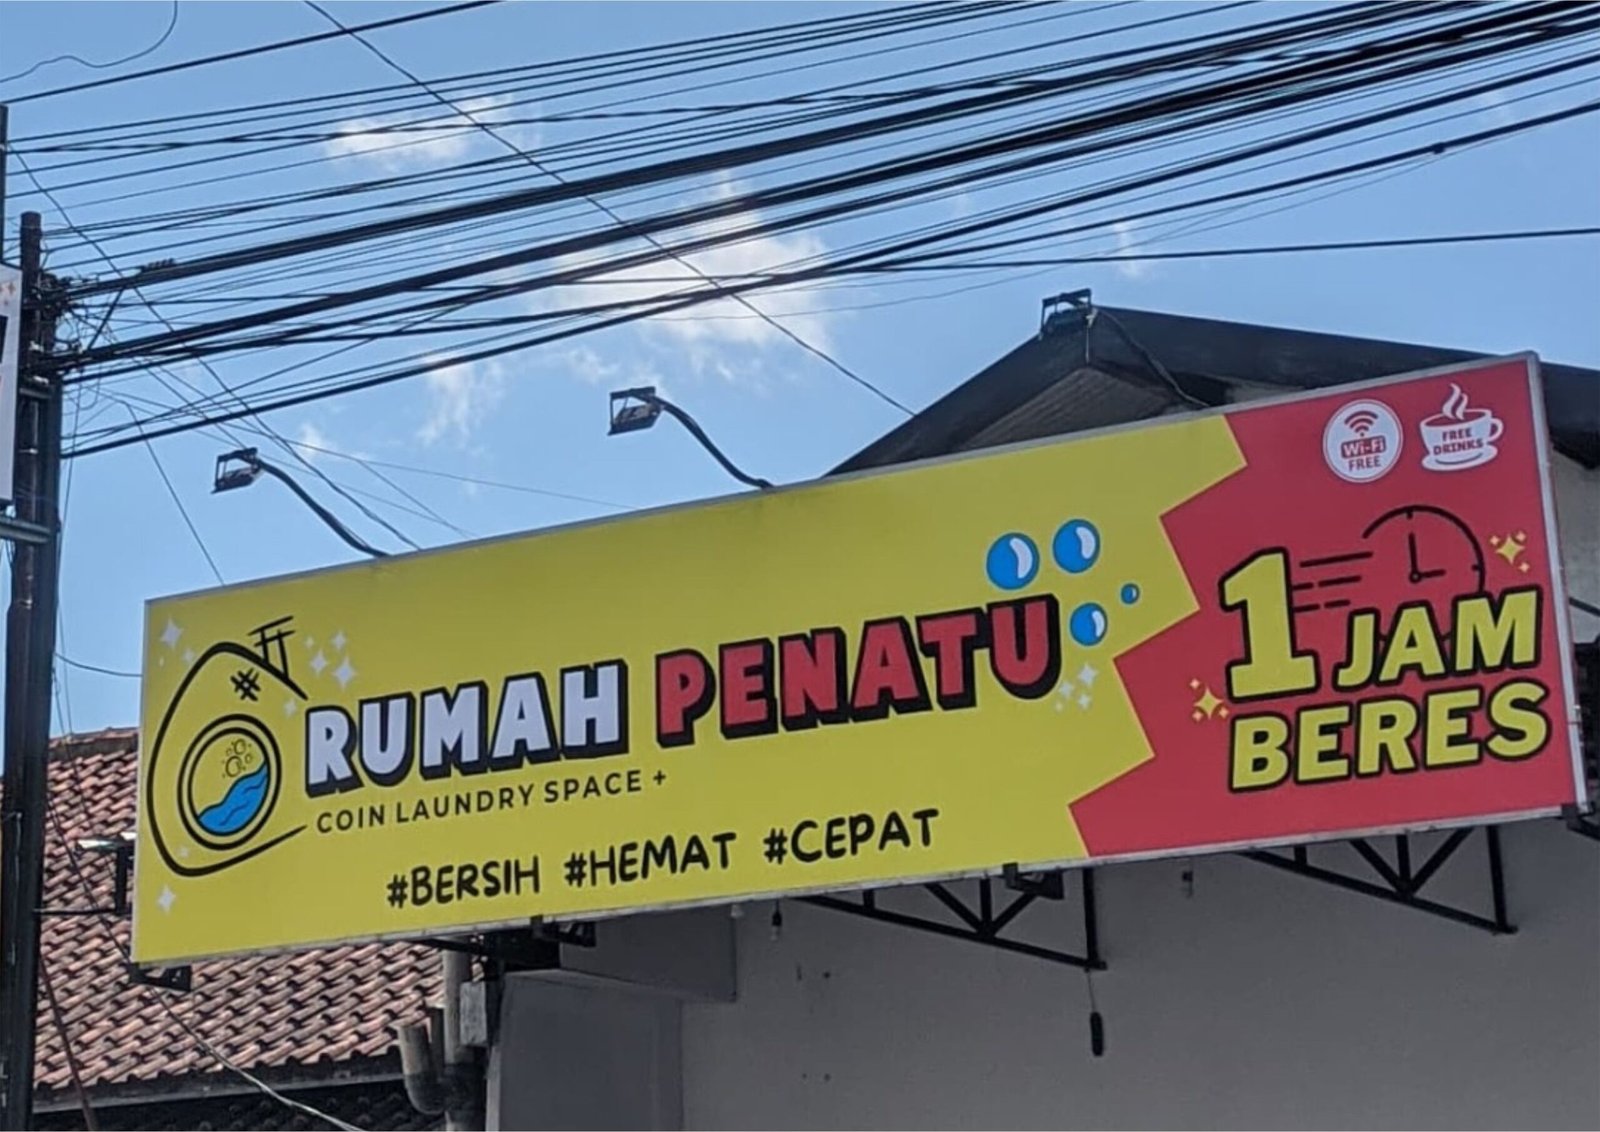 RUMAH PENATU
COIN LAUNDRY SPACE +
#BERSIH #HEMAT #CEPAT
Wi-Fi
FREE
FREE
DRINKS
1 JAM
BERES